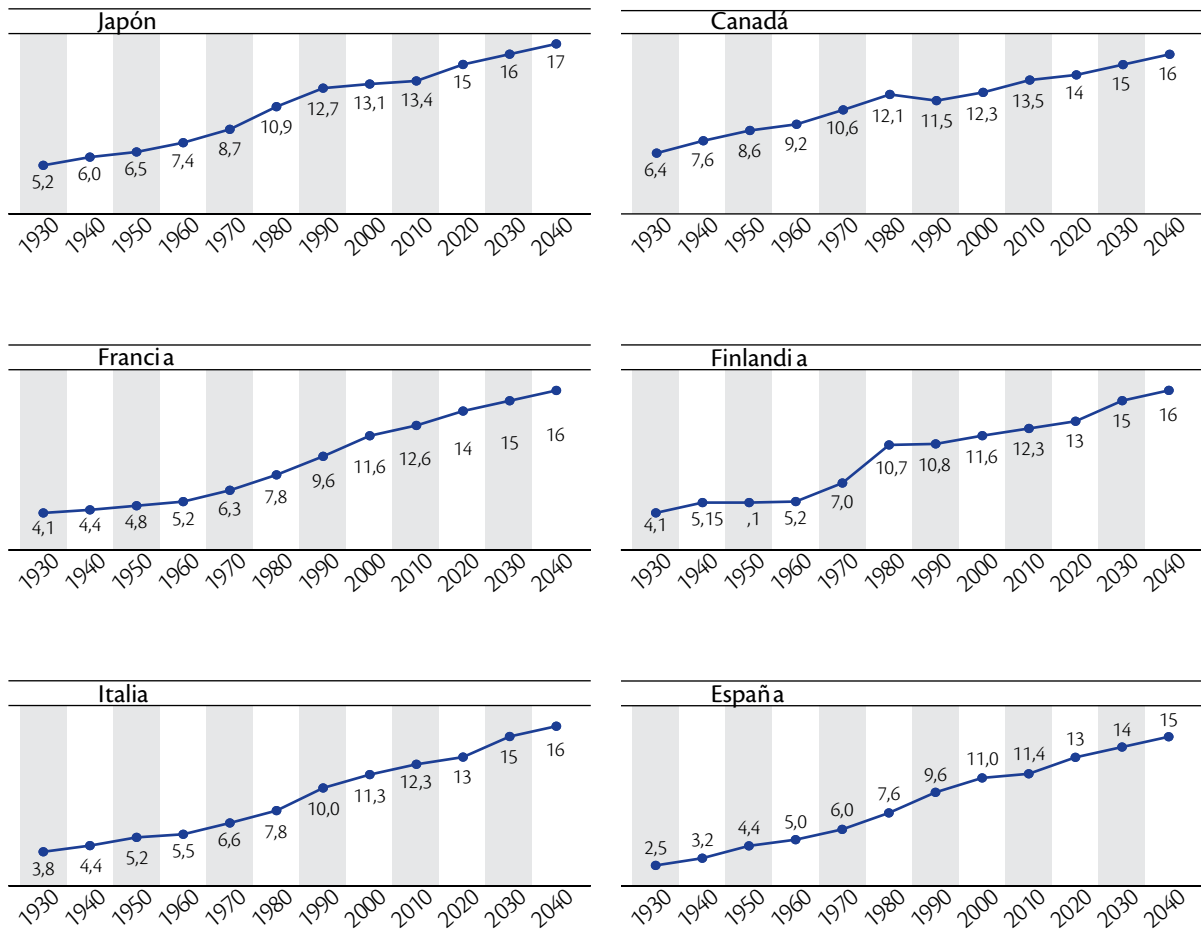 Japón
5,2 6,0 6,5 7,4 8,7 10,9 12,7 13,1 13,4 15 16 17
1930 1940 1950 1960 1970 1980 1990 2000 2010 2020 2030 2040
Canadá
6,4 7,6 8,6 9,2 10,6 12,1 11,5 12,3 13,5 14 15 16
1930 1940 1950 1960 1970 1980 1990 2000 2010 2020 2030 2040
Francia
4,1 4,4 4,8 5,2 6,3 7,8 9,6 11,6 12,6 14 15 16
1930 1940 1950 1960 1970 1980 1990 2000 2010 2020 2030 2040
Finlandia
4,1 5,15 ,1 5,2 7,0 10,7 10,8 11,6 12,3 13 15 16
1930 1940 1950 1960 1970 1980 1990 2000 2010 2020 2030 2040
Italia
3,8 4,4 5,2 5,5 6,6 7,8 10,0 11,3 12,3 13 15 16
1930 1940 1950 1960 1970 1980 1990 2000 2010 2020 2030 2040
España
2,5 3,2 4,4 5,0 6,0 7,6 9,6 11,0 11,4 13 14 15
1930 1940 1950 1960 1970 1980 1990 2000 2010 2020 2030 2040